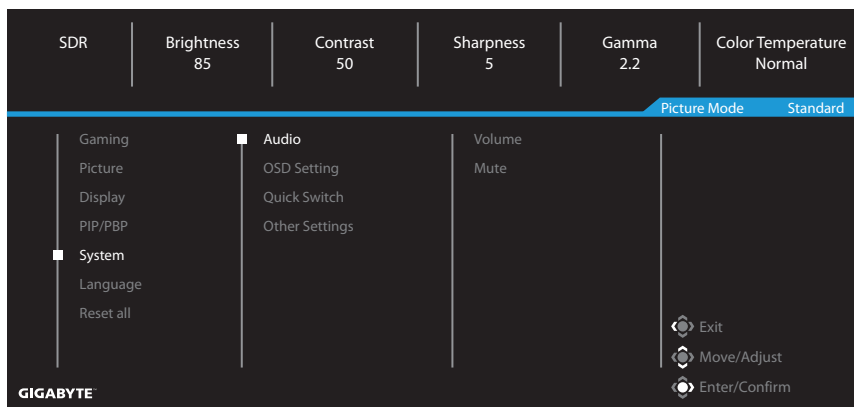 SDR Brightness Contrast Sharpness Gamma Color Temperature
85 50 5 2.2 Normal
Picture Mode Standard
Gaming Audio Volume
Picture OSD Setting Mute
Display Quick Switch
PIP/PBP Other Settings
System
Language
Reset all
Exit
Move/Adjust
Enter/Confirm
GIGABYTE™